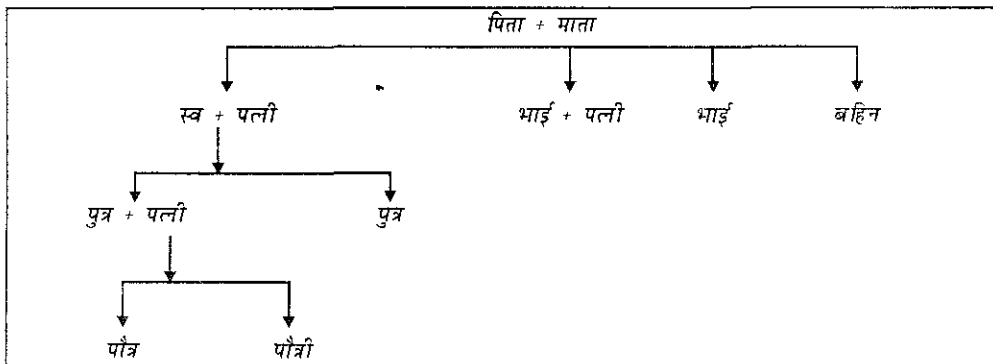 पिता + माता
स्व + पत्नी भाई + पत्नी भाई बहिन
पुत्र + पत्नी पुत्र
पौत्र पौत्री